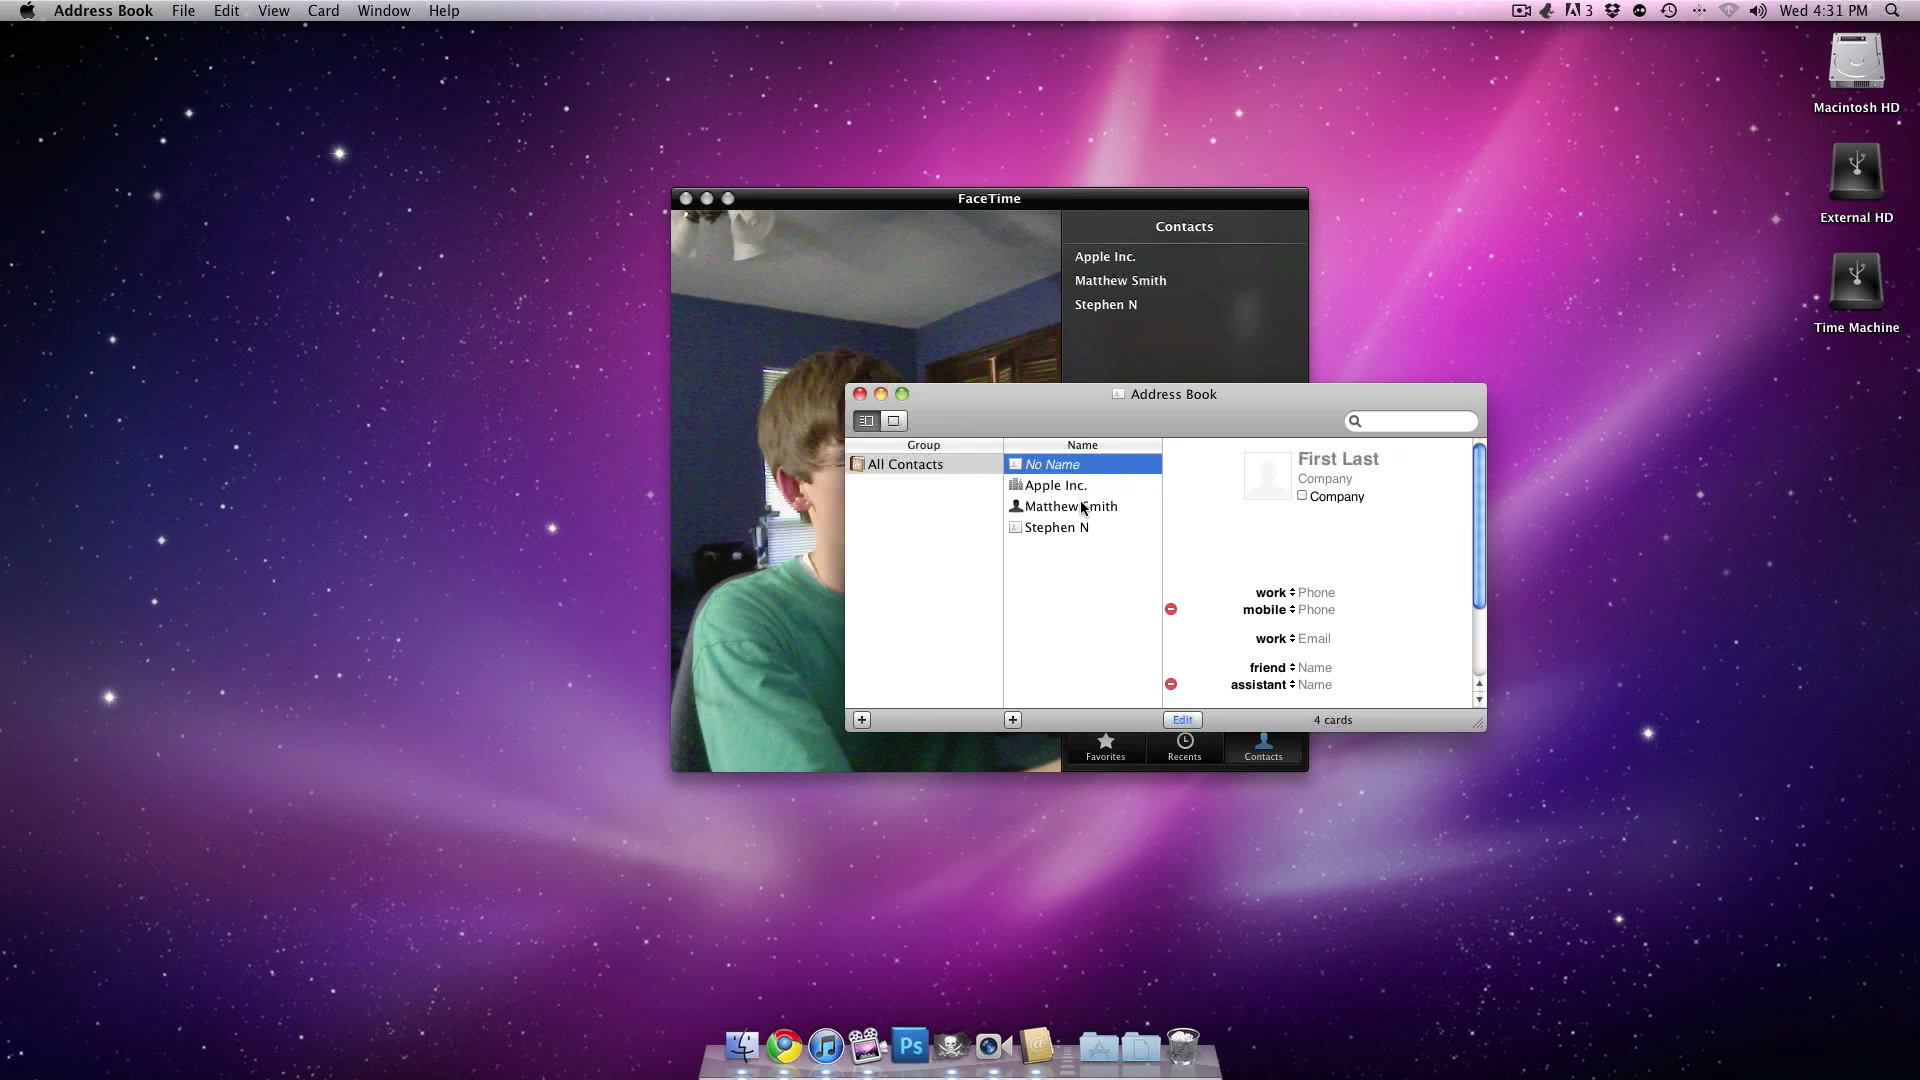 Address Book File Edit View Card Window Help
3 Wed 4:31 PM
Macintosh HD
External HD
Time Machine
FaceTime
Contacts
Apple Inc.
Matthew Smith
Stephen N
Address Book
Group Name
All Contacts
No Name
Apple Inc.
Matthew Smith
Stephen N
First Last
Company
Company
work Phone
mobile Phone
work Email
friend Name
assistant Name
Edit
4 cards
Favorites Recents Contacts
Ps